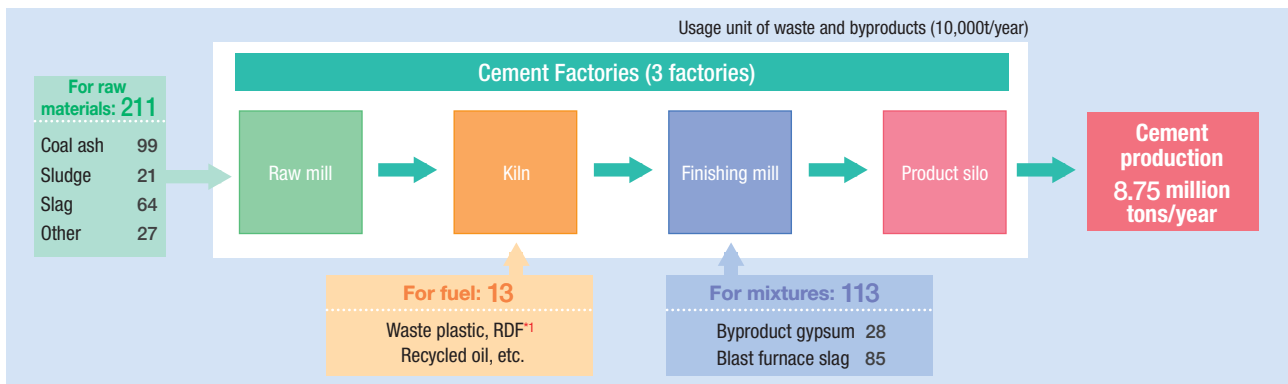 Usage unit of waste and byproducts (10,000t/year)
Cement Factories (3 factories)
For raw
materials: 211
Coal ash 99
Sludge 21
Slag 64
Other 27
Raw mill
Kiln
Finishing mill
Product silo
Cement
production
8.75 million
tons/year
For fuel: 13
Waste plastic, RDF*1
Recycled oil, etc.
For mixtures: 113
Byproduct gypsum 28
Blast furnace slag 85